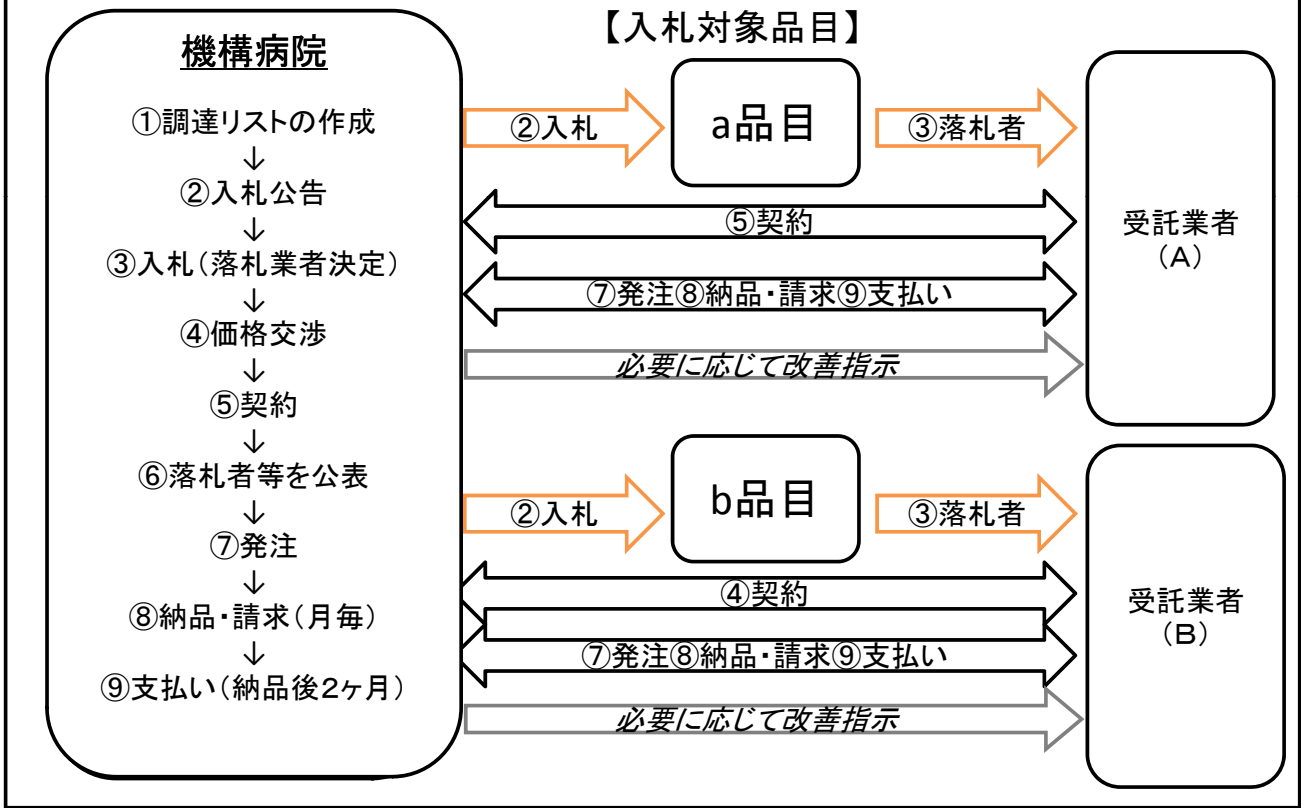 【入札対象品目】
機構病院
①調達リストの作成
↓
②入札公告
↓
③入札(落札業者決定)
↓
④価格交渉
↓
⑤契約
↓
⑥落札者等を公表
↓
⑦発注
↓
⑧納品・請求(月毎)
↓
⑨支払い(納品後2ヶ月)
②入札
a品目
③落札者
⑤契約
⑦発注⑧納品・請求⑨支払い
必要に応じて改善指示
受託業者
(A)
②入札
b品目
③落札者
④契約
⑦発注⑧納品・請求⑨支払い
必要に応じて改善指示
受託業者
(B)